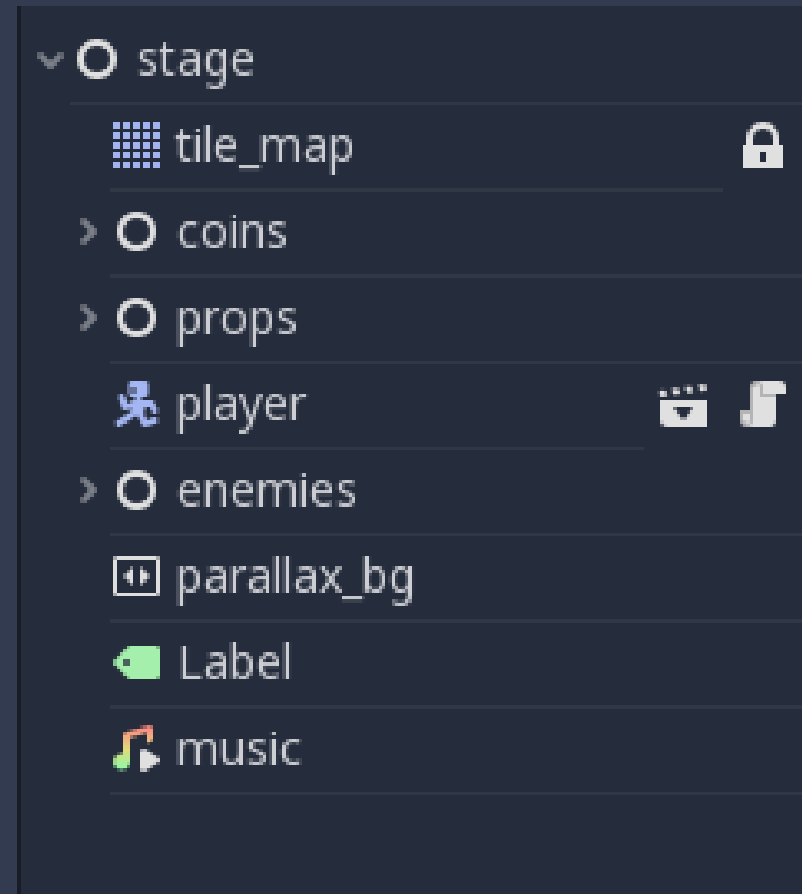 stage
tile_map
coins
props
player
enemies
parallax_bg
Label
music